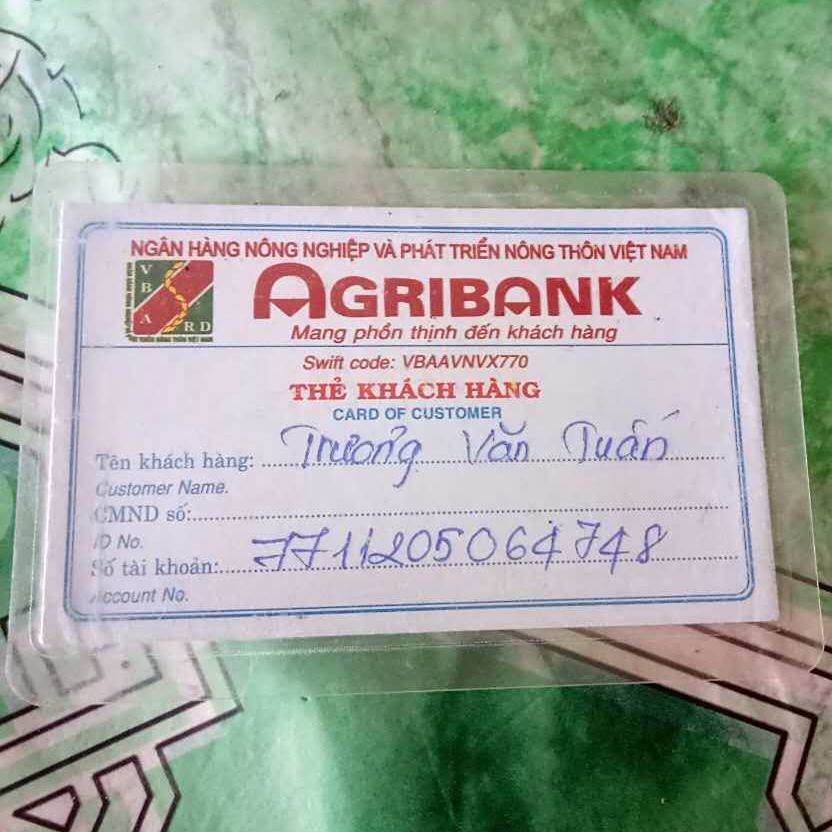 NGÂN HÀNG NÔNG NGHIỆP VÀ PHÁT TRIỂN NÔNG THÔN VIỆT NAM
VBARD
AGRIBANK
Mang phồn thịnh đến khách hàng
Swift code: VBAAVNVX770
THẺ KHÁCH HÀNG
CARD OF CUSTOMER
Tên khách hàng: Trương Văn Tuấn
Customer Name.
CMND số:
ID No.
Số tài khoản: 7711205064748
Account No.